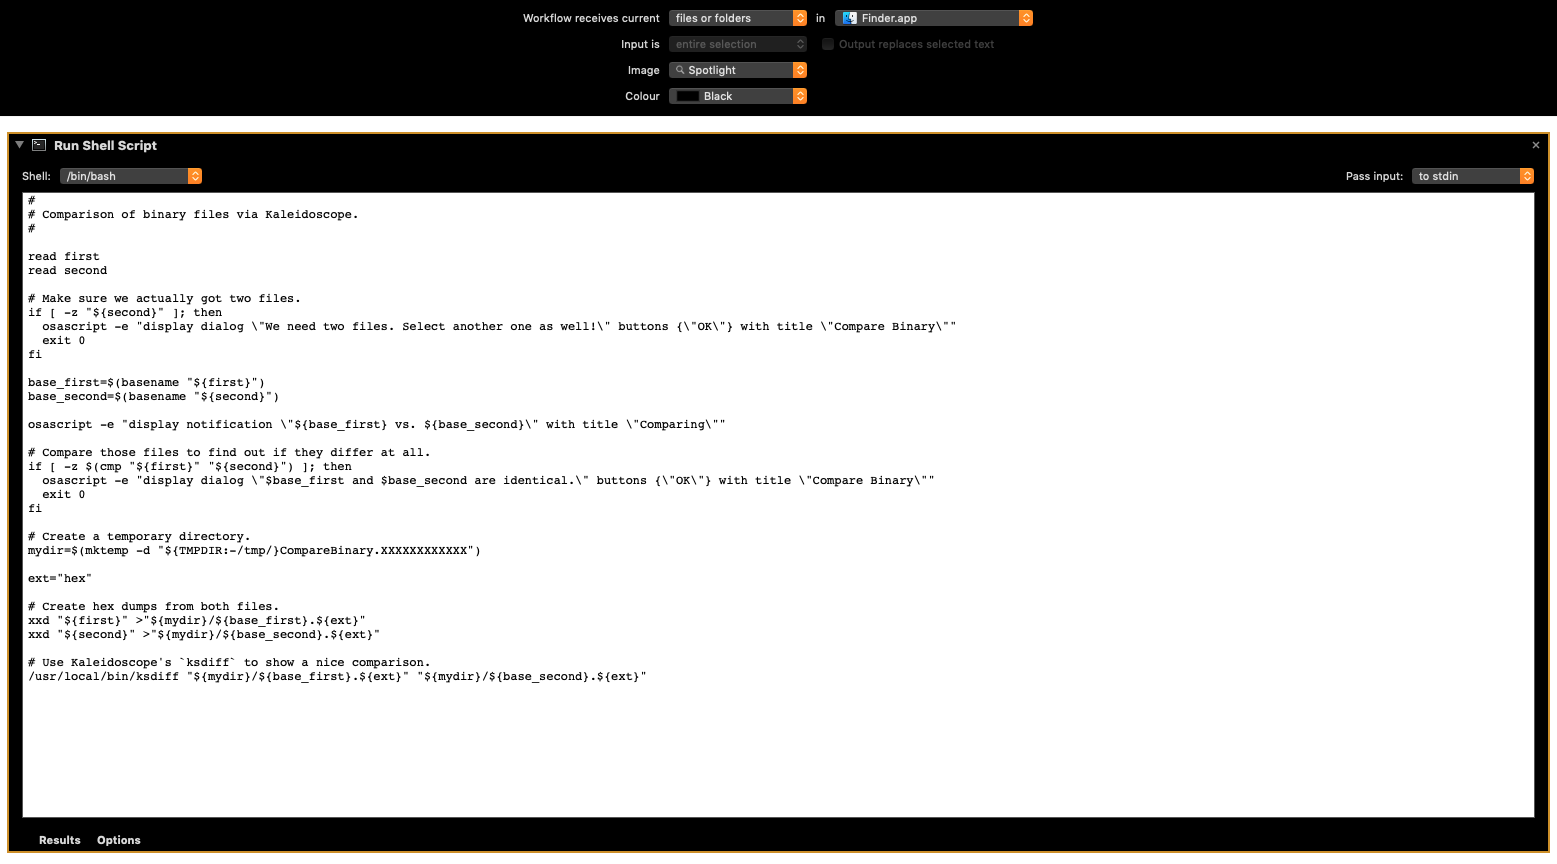 Workflow receives current files or folders in Finder.app
Input is entire selection Output replaces selected text
Image Spotlight
Colour Black
Run Shell Script
Shell: /bin/bash Pass input: to stdin
#
# Comparison of binary files via Kaleidoscope.
#
read first
read second
# Make sure we actually got two files.
if [ -z "${second}" ]; then
  osascript -e "display dialog \"We need two files. Select another one as well!\" buttons {\"OK\"} with title \"Compare Binary\""
  exit 0
fi
base_first=$(basename "${first}")
base_second=$(basename "${second}")
osascript -e "display notification \"${base_first} vs. ${base_second}\" with title \"Comparing\""
# Compare those files to find out if they differ at all.
if [ -z $(cmp "${first}" "${second}") ]; then
  osascript -e "display dialog \"$base_first and $base_second are identical.\" buttons {\"OK\"} with title \"Compare Binary\""
  exit 0
fi
# Create a temporary directory.
mydir=$(mktemp -d "${TMPDIR:-/tmp/}CompareBinary.XXXXXXXXXXXX")
ext="hex"
# Create hex dumps from both files.
xxd "${first}" >"${mydir}/${base_first}.${ext}"
xxd "${second}" >"${mydir}/${base_second}.${ext}"
# Use Kaleidoscope's `ksdiff` to show a nice comparison.
/usr/local/bin/ksdiff "${mydir}/${base_first}.${ext}" "${mydir}/${base_second}.${ext}"
Results Options